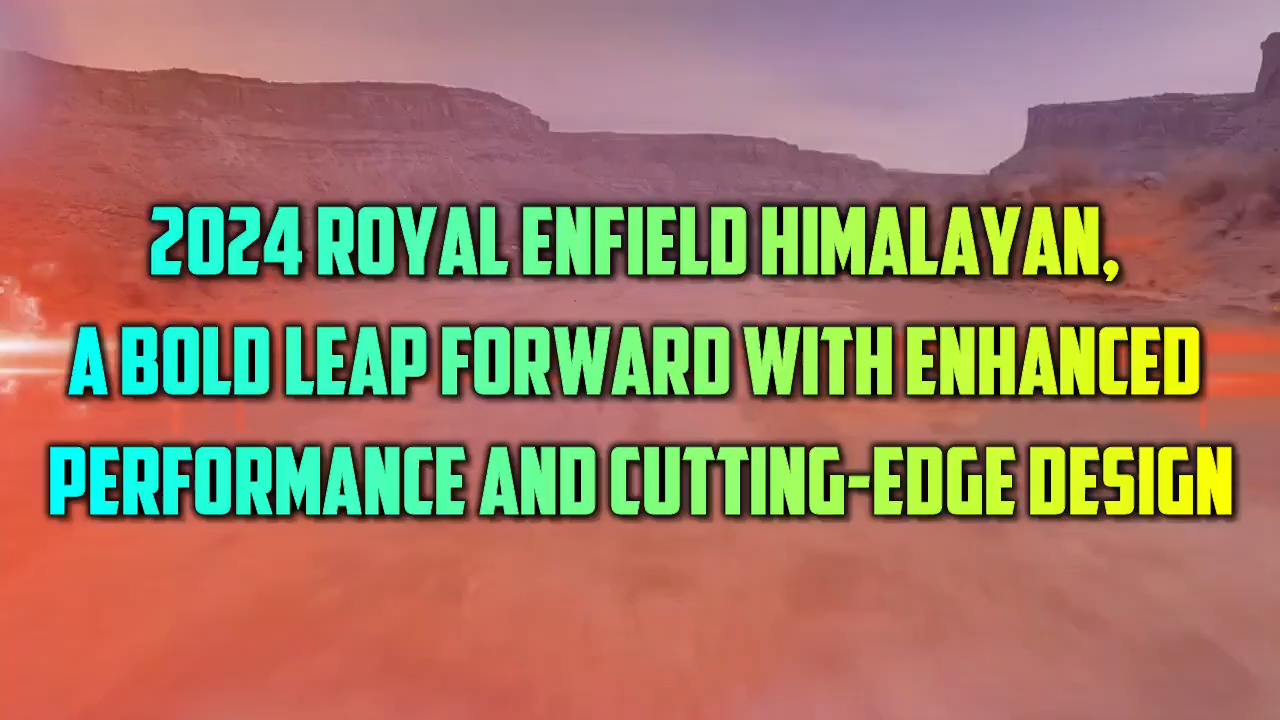 2024 ROYAL ENFIELD HIMALAYAN,
A BOLD LEAP FORWARD WITH ENHANCED
PERFORMANCE AND CUTTING-EDGE DESIGN